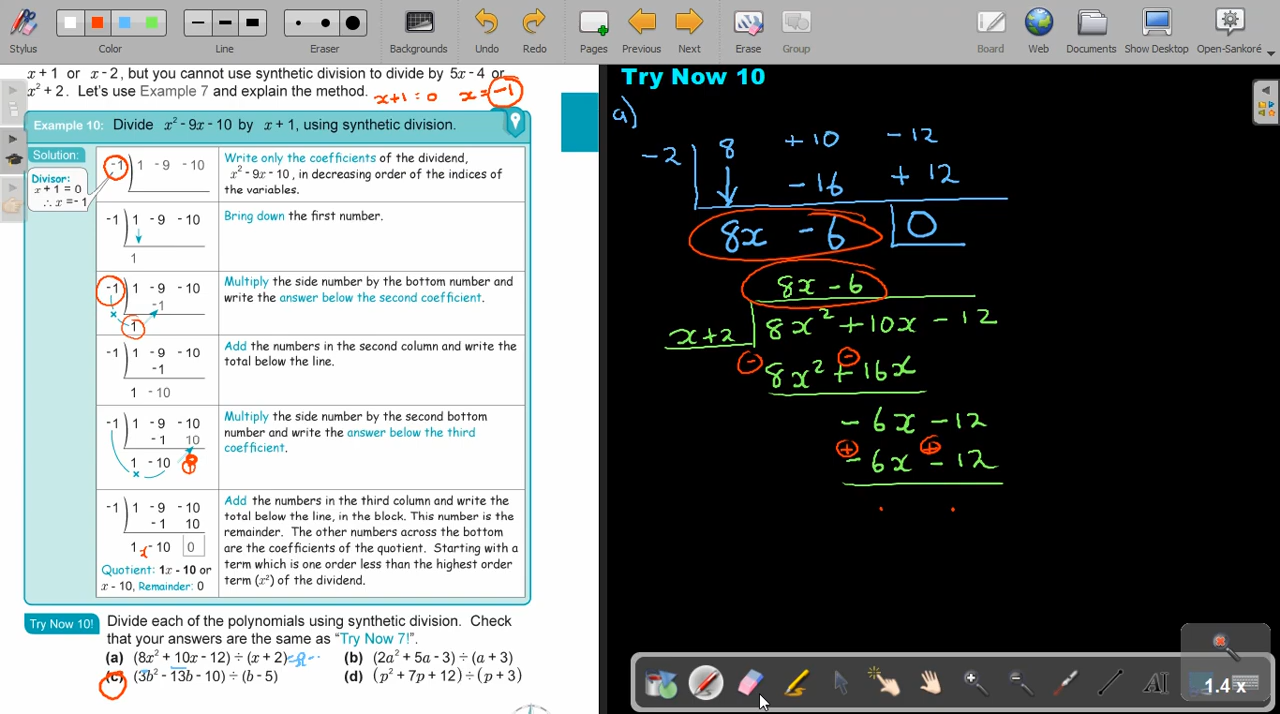 Stylus Color Line Eraser Backgrounds Undo Redo Pages Previous Next Erase Group Board Web Documents Show Desktop Open-Sankoré
x + 1 or x - 2, but you cannot use synthetic division to divide by 5x - 4 or
x² + 2. Let's use Example 7 and explain the method. x+1=0 x=-1
Example 10: Divide x² - 9x - 10 by x + 1, using synthetic division.
Solution:
Divisor:
x + 1 = 0
∴ x = -1
-1 1 - 9 - 10
Write only the coefficients of the dividend,
x² - 9x - 10, in decreasing order of the indices
of the variables.
-1 1 - 9 - 10
1
Bring down the first number.
-1 1 - 9 - 10
-1
1
Multiply the side number by the bottom number and
write the answer below the second coefficient.
-1 1 - 9 - 10
- 1
1 - 10
Add the numbers in the second column and write the
total below the line.
-1 1 - 9 - 10
- 1 10
1 - 10
Multiply the side number by the second bottom
number and write the answer below the third
coefficient.
-1 1 - 9 - 10
- 1 10
1x - 10 0
Quotient: 1x - 10 or
x - 10, Remainder: 0
Add the numbers in the third column and write the
total below the line, in the block. This number is the
remainder. The other numbers across the bottom
are the coefficients of the quotient. Starting with a
term which is one order less than the highest order
term (x²) of the dividend.
Try Now 10! Divide each of the polynomials using synthetic division. Check
that your answers are the same as "Try Now 7!".
(a) (8x² + 10x - 12) ÷ (x + 2) (b) (2a² + 5a - 3) ÷ (a + 3)
(c) (3b² - 13b - 10) ÷ (b - 5) (d) (p² + 7p + 12) ÷ (p + 3)
Try Now 10
a)
-2 8 +10 -12
-16 +12
8x -6 0
8x - 6
x+2 8x² + 10x - 12
- -
8x² + 16x
- 6x - 12
+ +
- 6x - 12
1.4 x